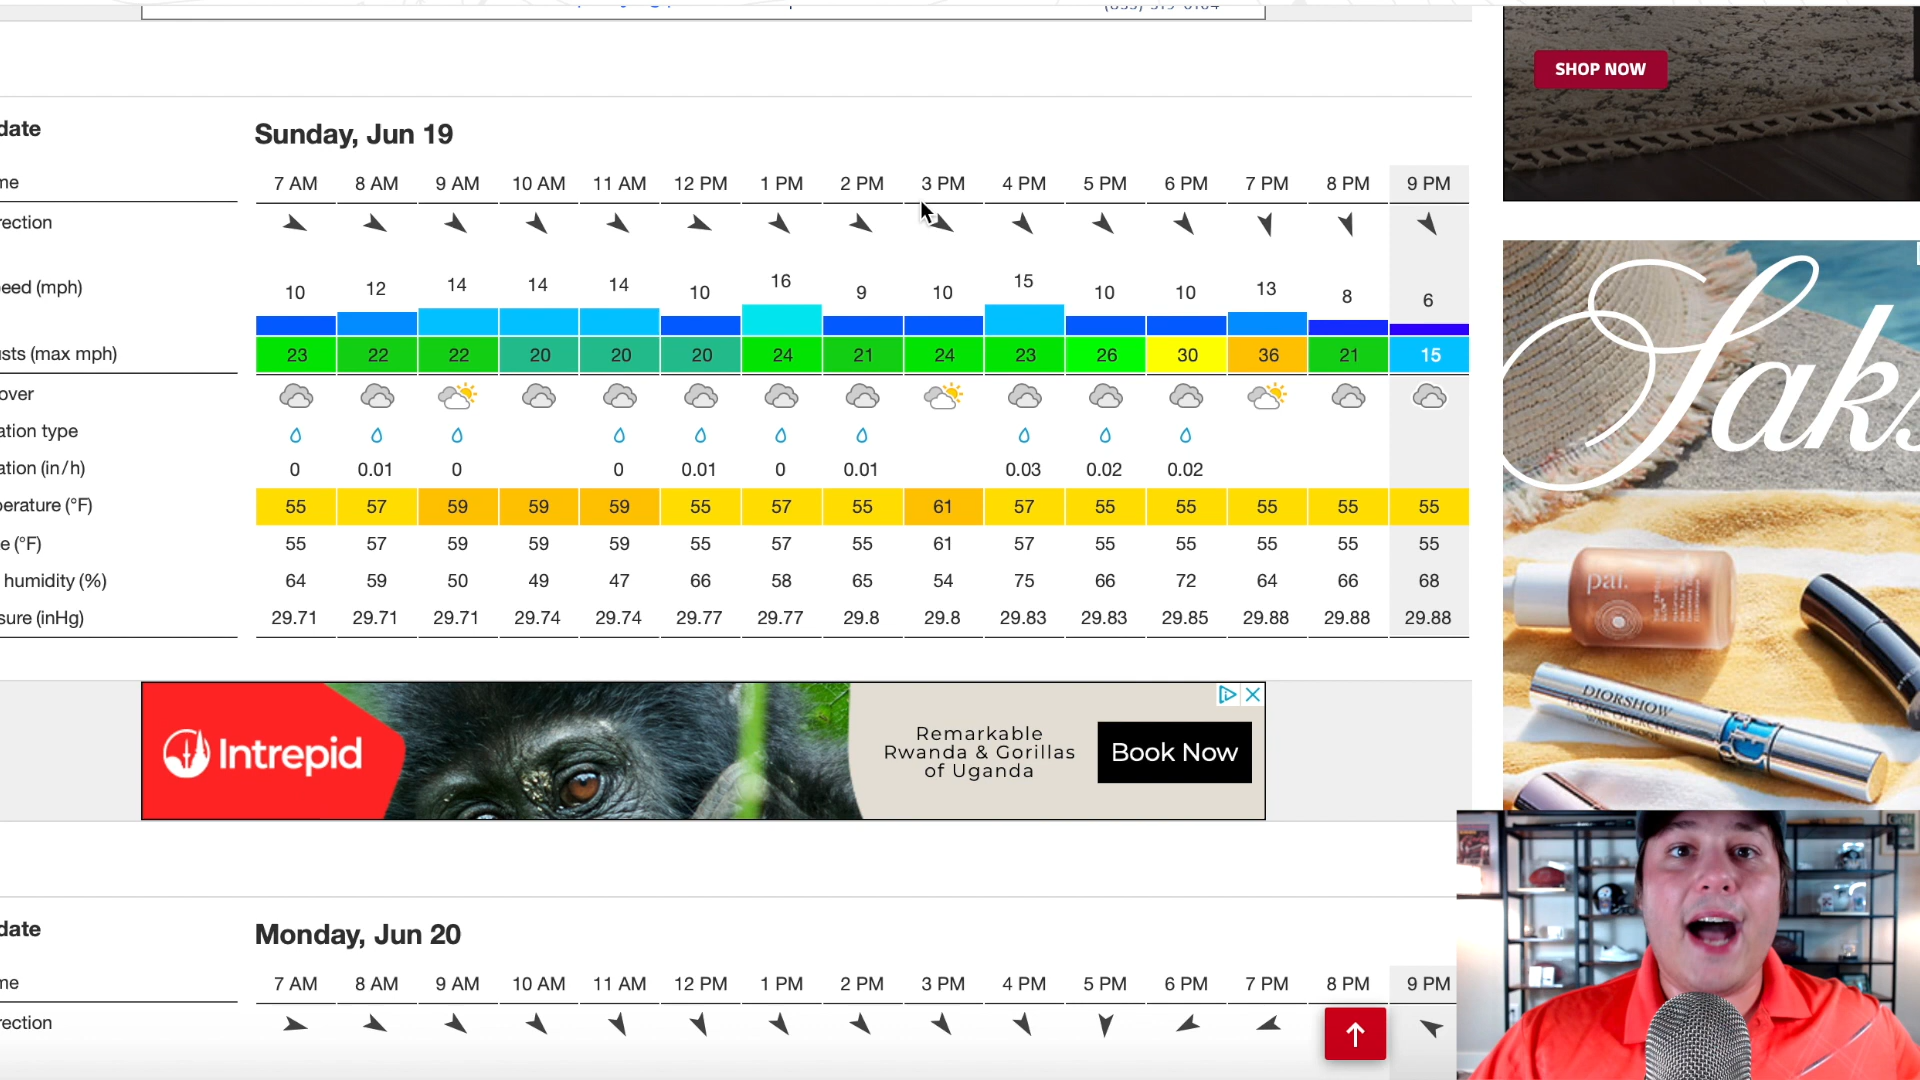 date
Sunday, Jun 19
me
7 AM 8 AM 9 AM 10 AM 11 AM 12 PM 1 PM 2 PM 3 PM 4 PM 5 PM 6 PM 7 PM 8 PM 9 PM
rection
eed (mph)
10 12 14 14 14 10 16 9 10 15 10 10 13 8 6
usts (max mph)
23 22 22 20 20 20 24 21 24 23 26 30 36 21 15
over
ation type
ation (in/h)
0 0.01 0 0 0.01 0 0.01 0.03 0.02 0.02
perature (°F)
55 57 59 59 59 55 57 55 61 57 55 55 55 55 55
e (°F)
55 57 59 59 59 55 57 55 61 57 55 55 55 55 55
humidity (%)
64 59 50 49 47 66 58 65 54 75 66 72 64 66 68
sure (inHg)
29.71 29.71 29.71 29.74 29.74 29.77 29.77 29.8 29.8 29.83 29.83 29.85 29.88 29.88 29.88
Intrepid
Remarkable
Rwanda & Gorillas
of Uganda
Book Now
date
Monday, Jun 20
me
7 AM 8 AM 9 AM 10 AM 11 AM 12 PM 1 PM 2 PM 3 PM 4 PM 5 PM 6 PM 7 PM 8 PM 9 PM
rection
SHOP NOW
Saks
pai.
DIORSHOW